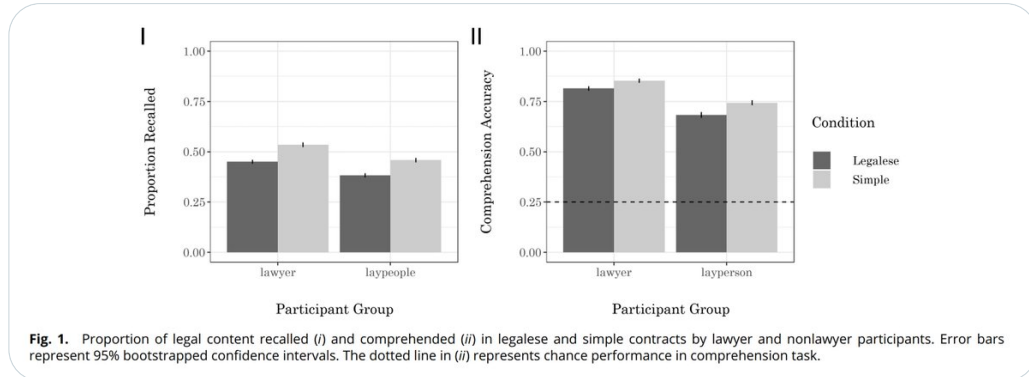 I
II
1.00
0.75
0.50
0.25
0.00
Proportion Recalled
lawyer
laypeople
Participant Group
1.00
0.75
0.50
0.25
0.00
Comprehension Accuracy
lawyer
layperson
Participant Group
Condition
Legalese
Simple
Fig. 1. Proportion of legal content recalled (i) and comprehended (ii) in legalese and simple contracts by lawyer and nonlawyer participants. Error bars
represent 95% bootstrapped confidence intervals. The dotted line in (ii) represents chance performance in comprehension task.